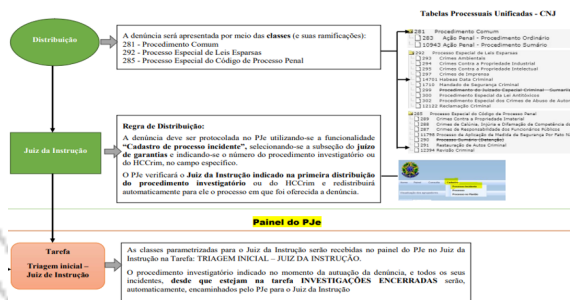 Tabelas Processuais Unificadas - CNJ
Distribuição
A denúncia será apresentada por meio das classes (e suas ramificações):
281 - Procedimento Comum
292 - Processo Especial de Leis Esparsas
285 - Processo Especial do Código de Processo Penal
281 Procedimento Comum
283 Ação Penal - Procedimento Ordinário
10943 Ação Penal - Procedimento Sumário
292 Processo Especial de Leis Esparsas
293 Crimes Ambientais
294 Crimes Contra a Propriedade Industrial
295 Crimes Contra a Propriedade Intelectual
297 Crimes de Imprensa
14701 Habeas Data Criminal
1710 Mandado de Segurança Criminal
300 Procedimento Especial da Lei Antitóxicos
302 Procedimento Especial dos Crimes de Abuso de
12122 Reclamação Criminal
285 Processo Especial do Código de Processo Penal
289 Crimes Contra a Propriedade Imaterial
288 Crimes de Calúnia, Injúria e Difamação de Competência
287 Crimes de Responsabilidade dos Funcionários Públicos
291 Restauração de Autos Criminal
12394 Revisão Criminal
Juiz da Instrução
Regra de Distribuição:
A denúncia deve ser protocolada no PJe utilizando-se a funcionalidade
“Cadastro de processo incidente”, selecionando-se a subseção do juízo
de garantias e indicando-se o número do procedimento investigatório ou
do HCCrim, no campo específico.
O PJe verificará o Juiz da Instrução indicado na primeira distribuição
do procedimento investigatório ou do HCCrim e redistribuirá
automaticamente para ele o processo em que foi oferecida a denúncia.
Painel do PJe
Tarefa
Triagem inicial –
Juiz de Instrução
As classes parametrizadas para o Juiz da Instrução serão recebidas no painel do PJe no Juiz da
Instrução na Tarefa: TRIAGEM INICIAL – JUIZ DA INSTRUÇÃO.
O procedimento investigatório indicado no momento da autuação da denúncia, e todos os seus
incidentes, desde que estejam na tarefa INVESTIGAÇÕES ENCERRADAS serão,
automaticamente, encaminhados pelo PJe para o Juiz da Instrução